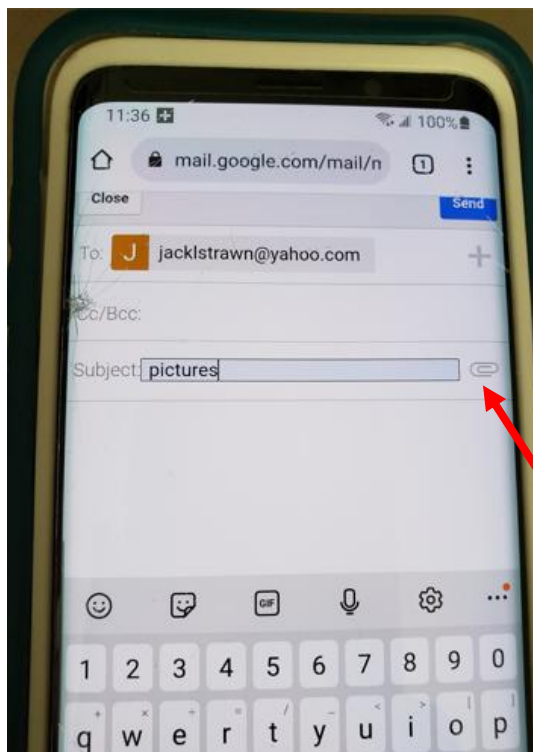 11:36 100%
mail.google.com/mail/n 1
Close Send
To: J jacklstrawn@yahoo.com
Cc/Bcc:
Subject: pictures
GIF
1 2 3 4 5 6 7 8 9 0
q w e r t y u i o p